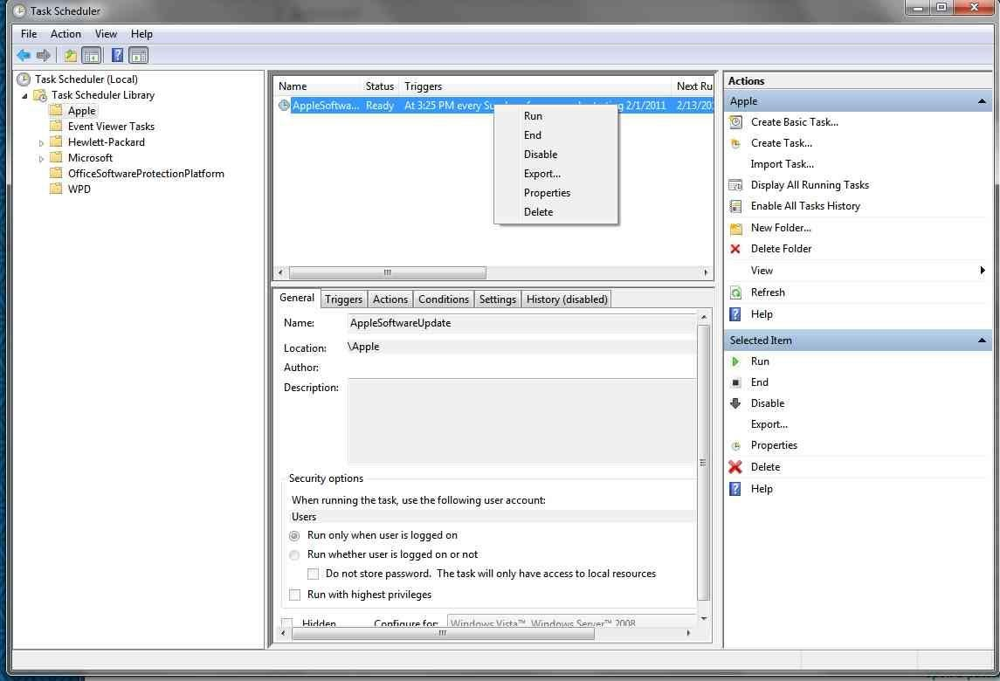 Task Scheduler
File Action View Help
Task Scheduler (Local)
Task Scheduler Library
Apple
Event Viewer Tasks
Hewlett-Packard
Microsoft
OfficeSoftwareProtectionPlatform
WPD
Name Status Triggers Next Ru
AppleSoftwa... Ready At 3:25 PM every 2/1/2011 2/13/20
Run
End
Disable
Export...
Properties
Delete
General Triggers Actions Conditions Settings History (disabled)
Name: AppleSoftwareUpdate
Location: \Apple
Author:
Description:
Security options
When running the task, use the following user account:
Users
Run only when user is logged on
Run whether user is logged on or not
Do not store password. The task will only have access to local resources
Run with highest privileges
Hidden Configure for: Windows Vista™, Windows Server™ 2008
Actions
Apple
Create Basic Task...
Create Task...
Import Task...
Display All Running Tasks
Enable All Tasks History
New Folder...
Delete Folder
View
Refresh
Help
Selected Item
Run
End
Disable
Export...
Properties
Delete
Help